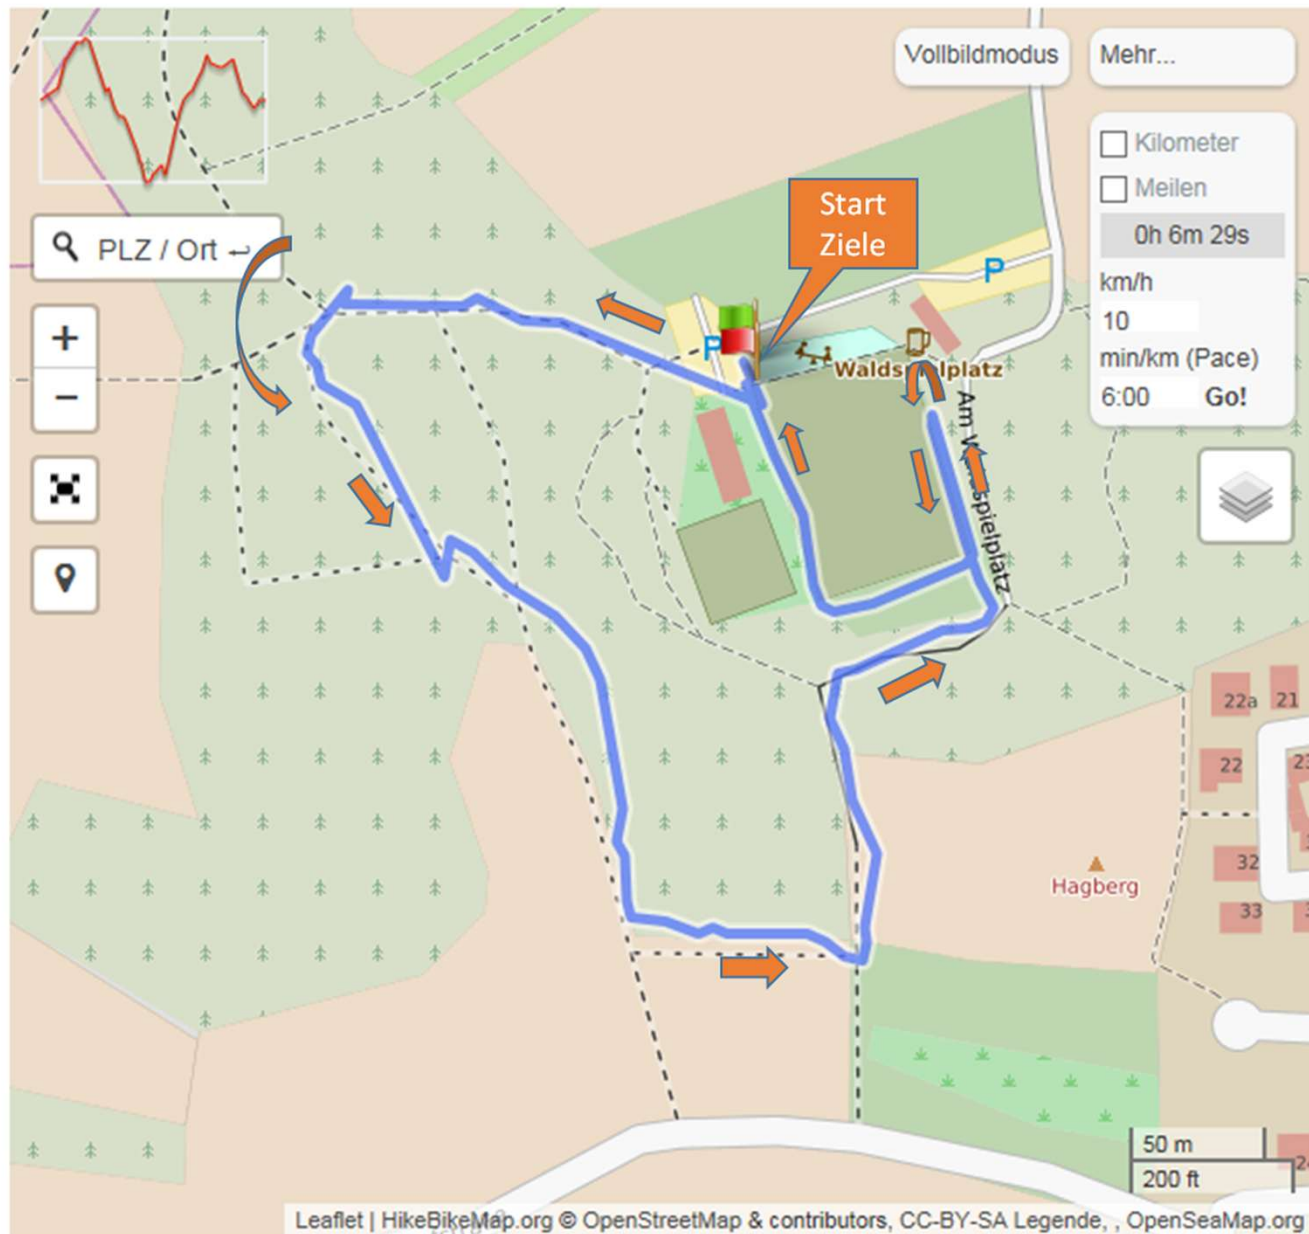 Vollbildmodus
Mehr...
Kilometer
Meilen
0h 6m 29s
km/h
10
min/km (Pace)
6:00 Go!
PLZ / Ort
+
−
Start
Ziele
P
P
Am
spielplatz
Hagberg
22a
21
22
32
33
50 m
200 ft
Leaflet | HikeBikeMap.org © OpenStreetMap & contributors, CC-BY-SA Legende, , OpenSeaMap.org